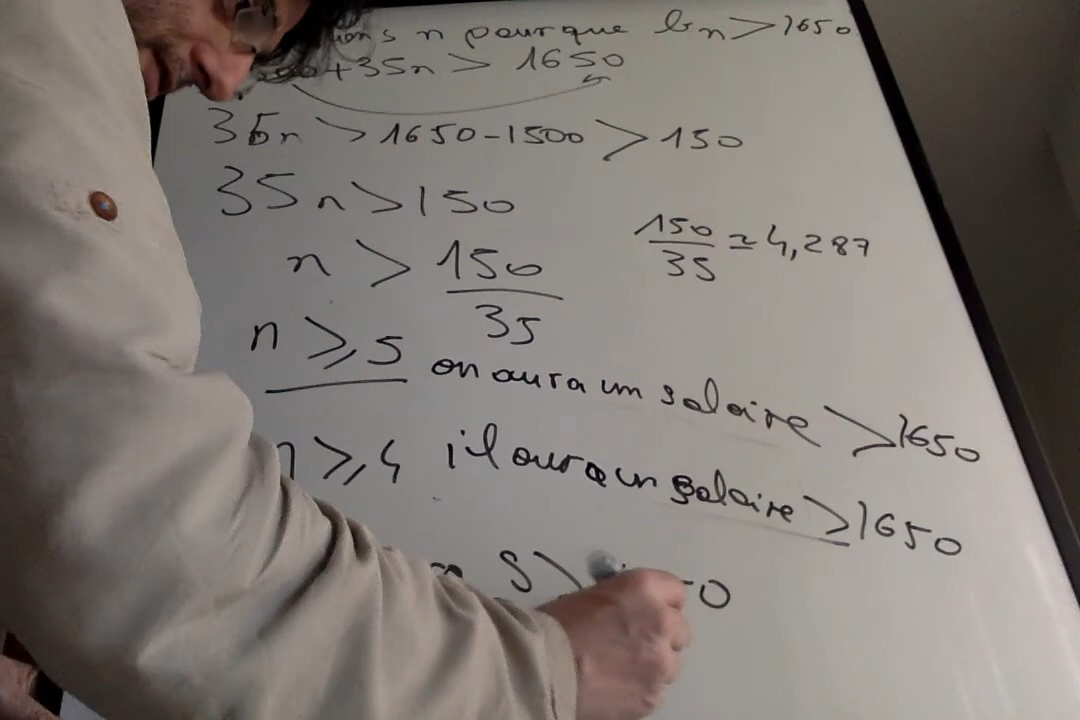 n pour que bn > 1650
+35n > 1650
35n > 1650-1500 > 150
35n > 150
n > 150/35
150/35 ≃ 4,287
n ⩾ 5 on aura un salaire > 1650
n ⩾ 4 il aura un salaire ⩾ 1650
S >